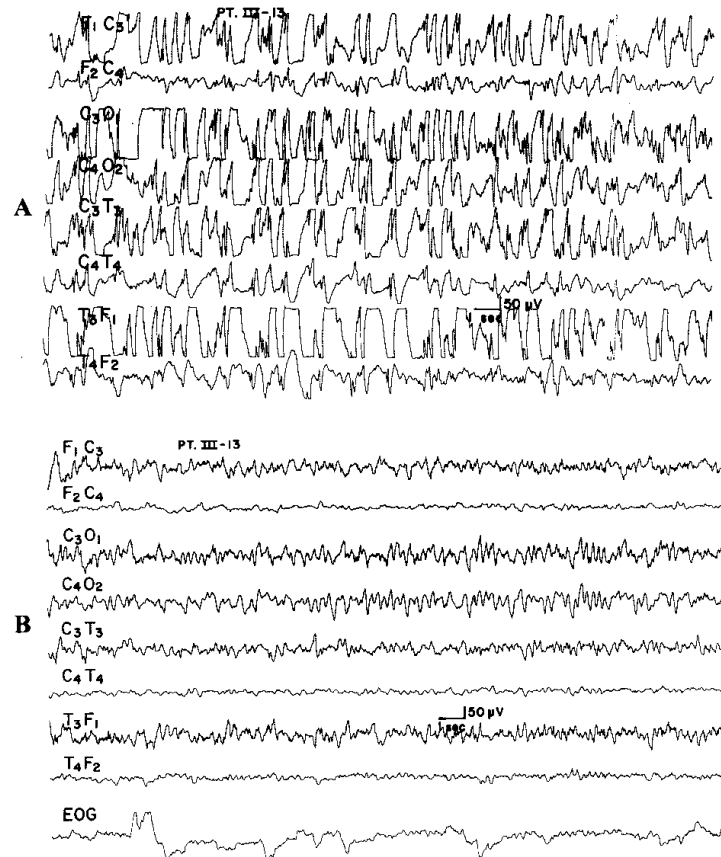 PT. III-13
F1 C3
F2 C4
C3 O
C4 O2
A
C3 T3
C4 T4
50 μV
1 sec
T3 F1
T4 F2
F1 C3
PT. III-13
F2 C4
C3 O1
C4 O2
B
C3 T3
C4 T4
50 μV
1 sec
T3 F1
T4 F2
EOG